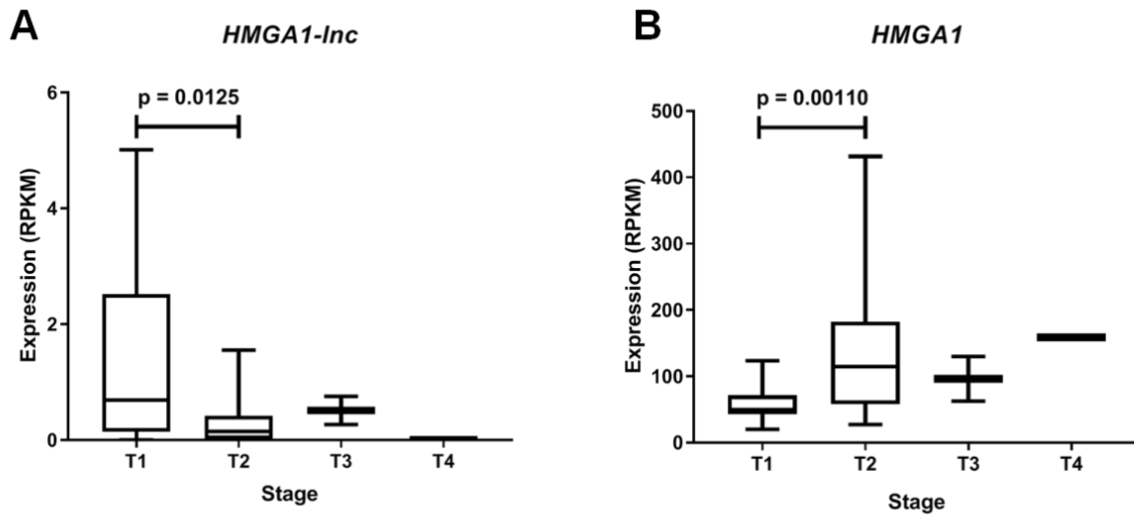 A
HMGA1-lnc
Expression (RPKM)
6
4
2
0
p = 0.0125
T1 T2 T3 T4
Stage
B
HMGA1
Expression (RPKM)
500
400
300
200
100
0
p = 0.00110
T1 T2 T3 T4
Stage